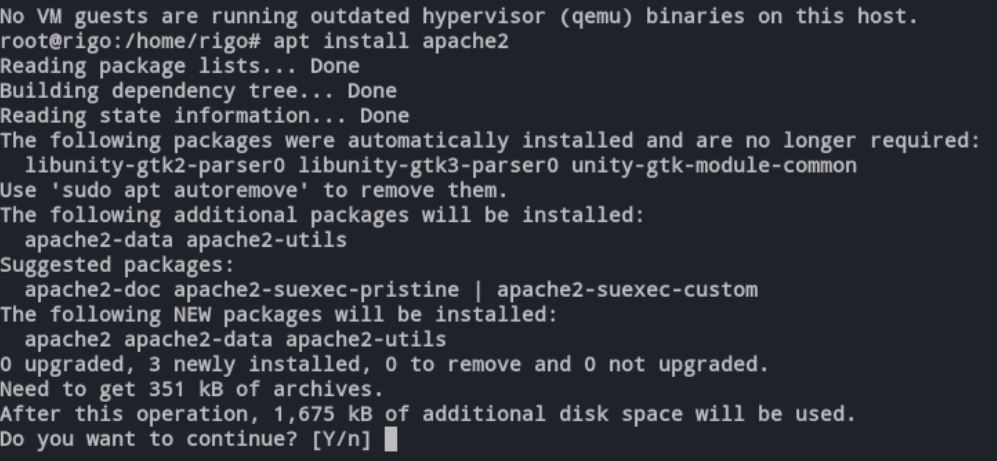 No VM guests are running outdated hypervisor (qemu) binaries on this host.
root@rigo:/home/rigo# apt install apache2
Reading package lists... Done
Building dependency tree... Done
Reading state information... Done
The following packages were automatically installed and are no longer required:
  libunity-gtk2-parser0 libunity-gtk3-parser0 unity-gtk-module-common
Use 'sudo apt autoremove' to remove them.
The following additional packages will be installed:
  apache2-data apache2-utils
Suggested packages:
  apache2-doc apache2-suexec-pristine | apache2-suexec-custom
The following NEW packages will be installed:
  apache2 apache2-data apache2-utils
0 upgraded, 3 newly installed, 0 to remove and 0 not upgraded.
Need to get 351 kB of archives.
After this operation, 1,675 kB of additional disk space will be used.
Do you want to continue? [Y/n]